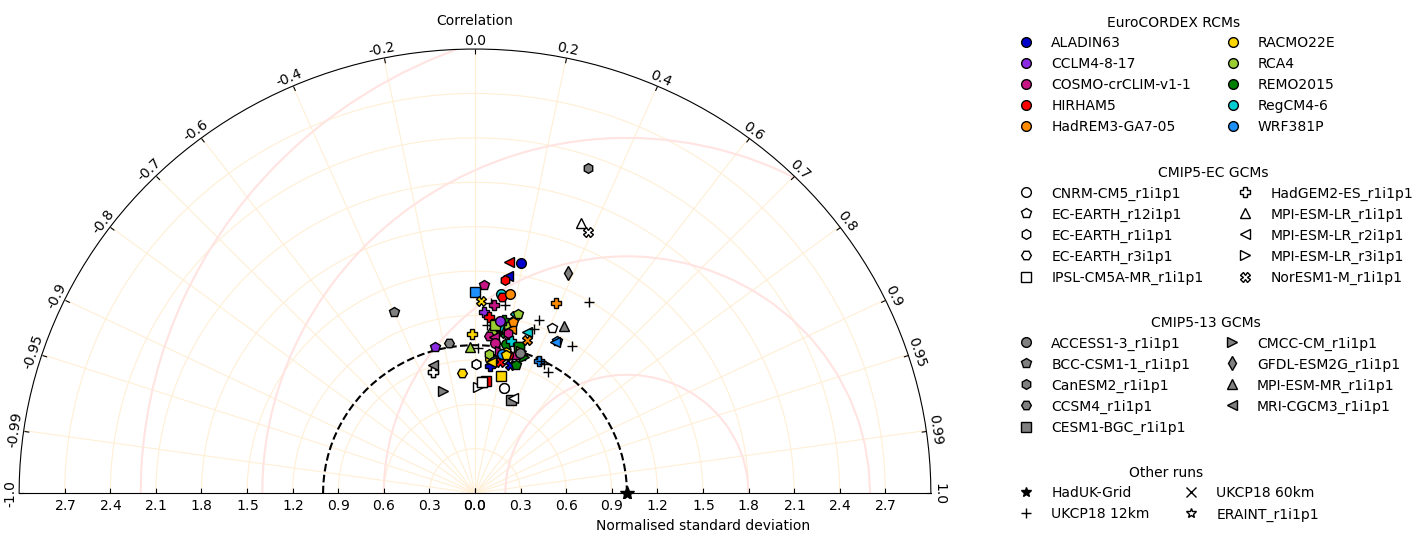 Correlation
-1.0
-0.99
-0.95
-0.9
-0.8
-0.7
-0.6
-0.4
-0.2
0.0
0.2
0.4
0.6
0.7
0.8
0.9
0.95
0.99
1.0
2.7 2.4 2.1 1.8 1.5 1.2 0.9 0.6 0.3 0.0 0.3 0.6 0.9 1.2 1.5 1.8 2.1 2.4 2.7
Normalised standard deviation
EuroCORDEX RCMs
ALADIN63 RACMO22E
CCLM4-8-17 RCA4
COSMO-crCLIM-v1-1 REMO2015
HIRHAM5 RegCM4-6
HadREM3-GA7-05 WRF381P
CMIP5-EC GCMs
CNRM-CM5_r1i1p1 HadGEM2-ES_r1i1p1
EC-EARTH_r12i1p1 MPI-ESM-LR_r1i1p1
EC-EARTH_r1i1p1 MPI-ESM-LR_r2i1p1
EC-EARTH_r3i1p1 MPI-ESM-LR_r3i1p1
IPSL-CM5A-MR_r1i1p1 NorESM1-M_r1i1p1
CMIP5-13 GCMs
ACCESS1-3_r1i1p1 CMCC-CM_r1i1p1
BCC-CSM1-1_r1i1p1 GFDL-ESM2G_r1i1p1
CanESM2_r1i1p1 MPI-ESM-MR_r1i1p1
CCSM4_r1i1p1 MRI-CGCM3_r1i1p1
CESM1-BGC_r1i1p1
Other runs
HadUK-Grid UKCP18 60km
UKCP18 12km ERAINT_r1i1p1